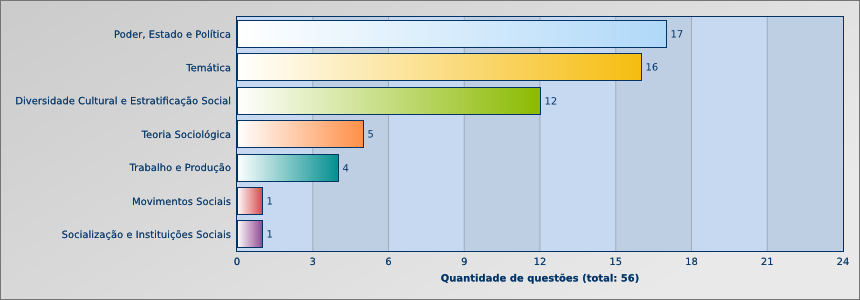 Poder, Estado e Política 17
Temática 16
Diversidade Cultural e Estratificação Social 12
Teoria Sociológica 5
Trabalho e Produção 4
Movimentos Sociais 1
Socialização e Instituições Sociais 1
0 3 6 9 12 15 18 21 24
Quantidade de questões (total: 56)